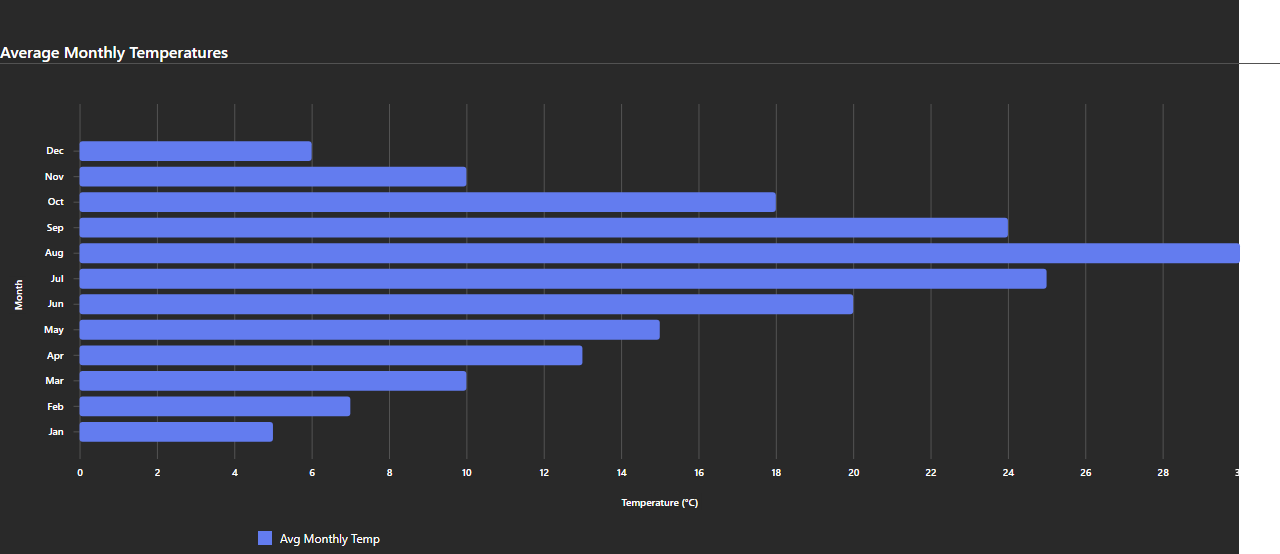 Average Monthly Temperatures
Dec
Nov
Oct
Sep
Aug
Jul
Jun
May
Apr
Mar
Feb
Jan
Month
0 2 4 6 8 10 12 14 16 18 20 22 24 26 28
Temperature (°C)
Avg Monthly Temp